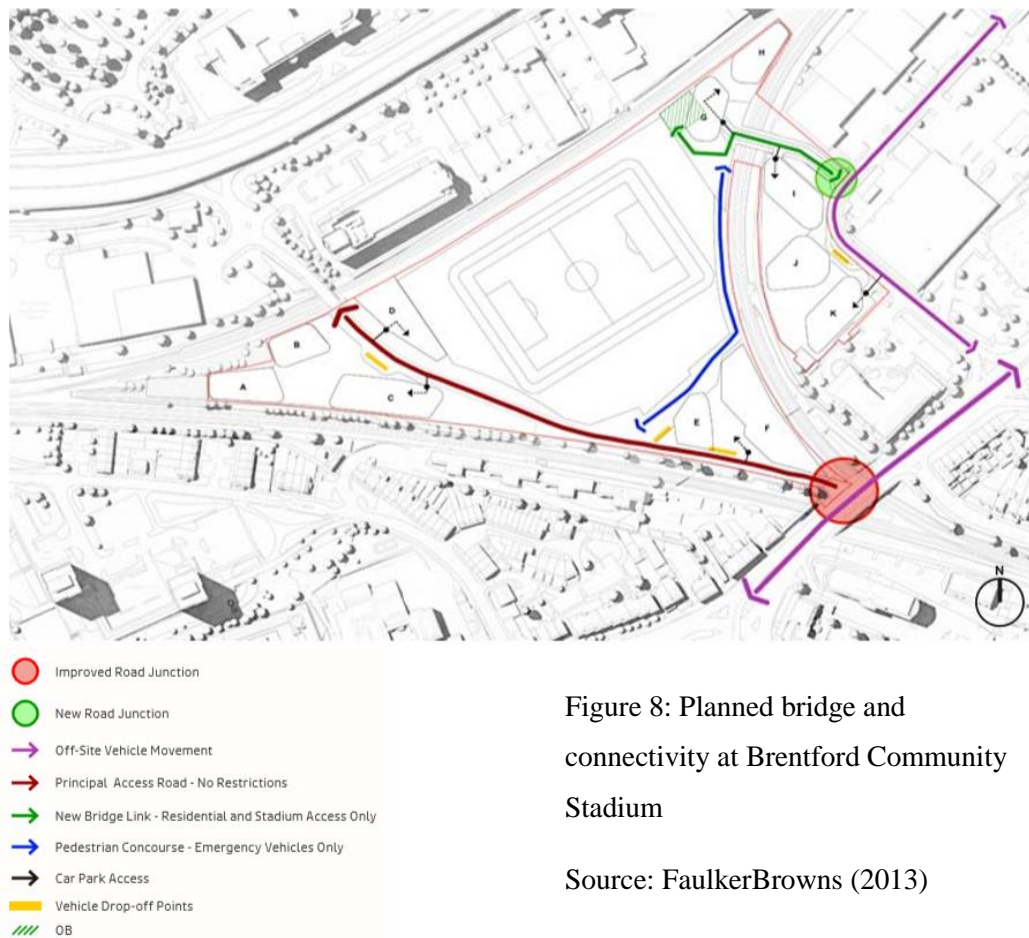 H
G
I
J
K
D
B
A
C
E
F
N
Improved Road Junction
New Road Junction
Off-Site Vehicle Movement
Principal Access Road - No Restrictions
New Bridge Link - Residential and Stadium Access Only
Pedestrian Concourse - Emergency Vehicles Only
Car Park Access
Vehicle Drop-off Points
OB
Figure 8: Planned bridge and
connectivity at Brentford Community
Stadium
Source: FaulkerBrowns (2013)